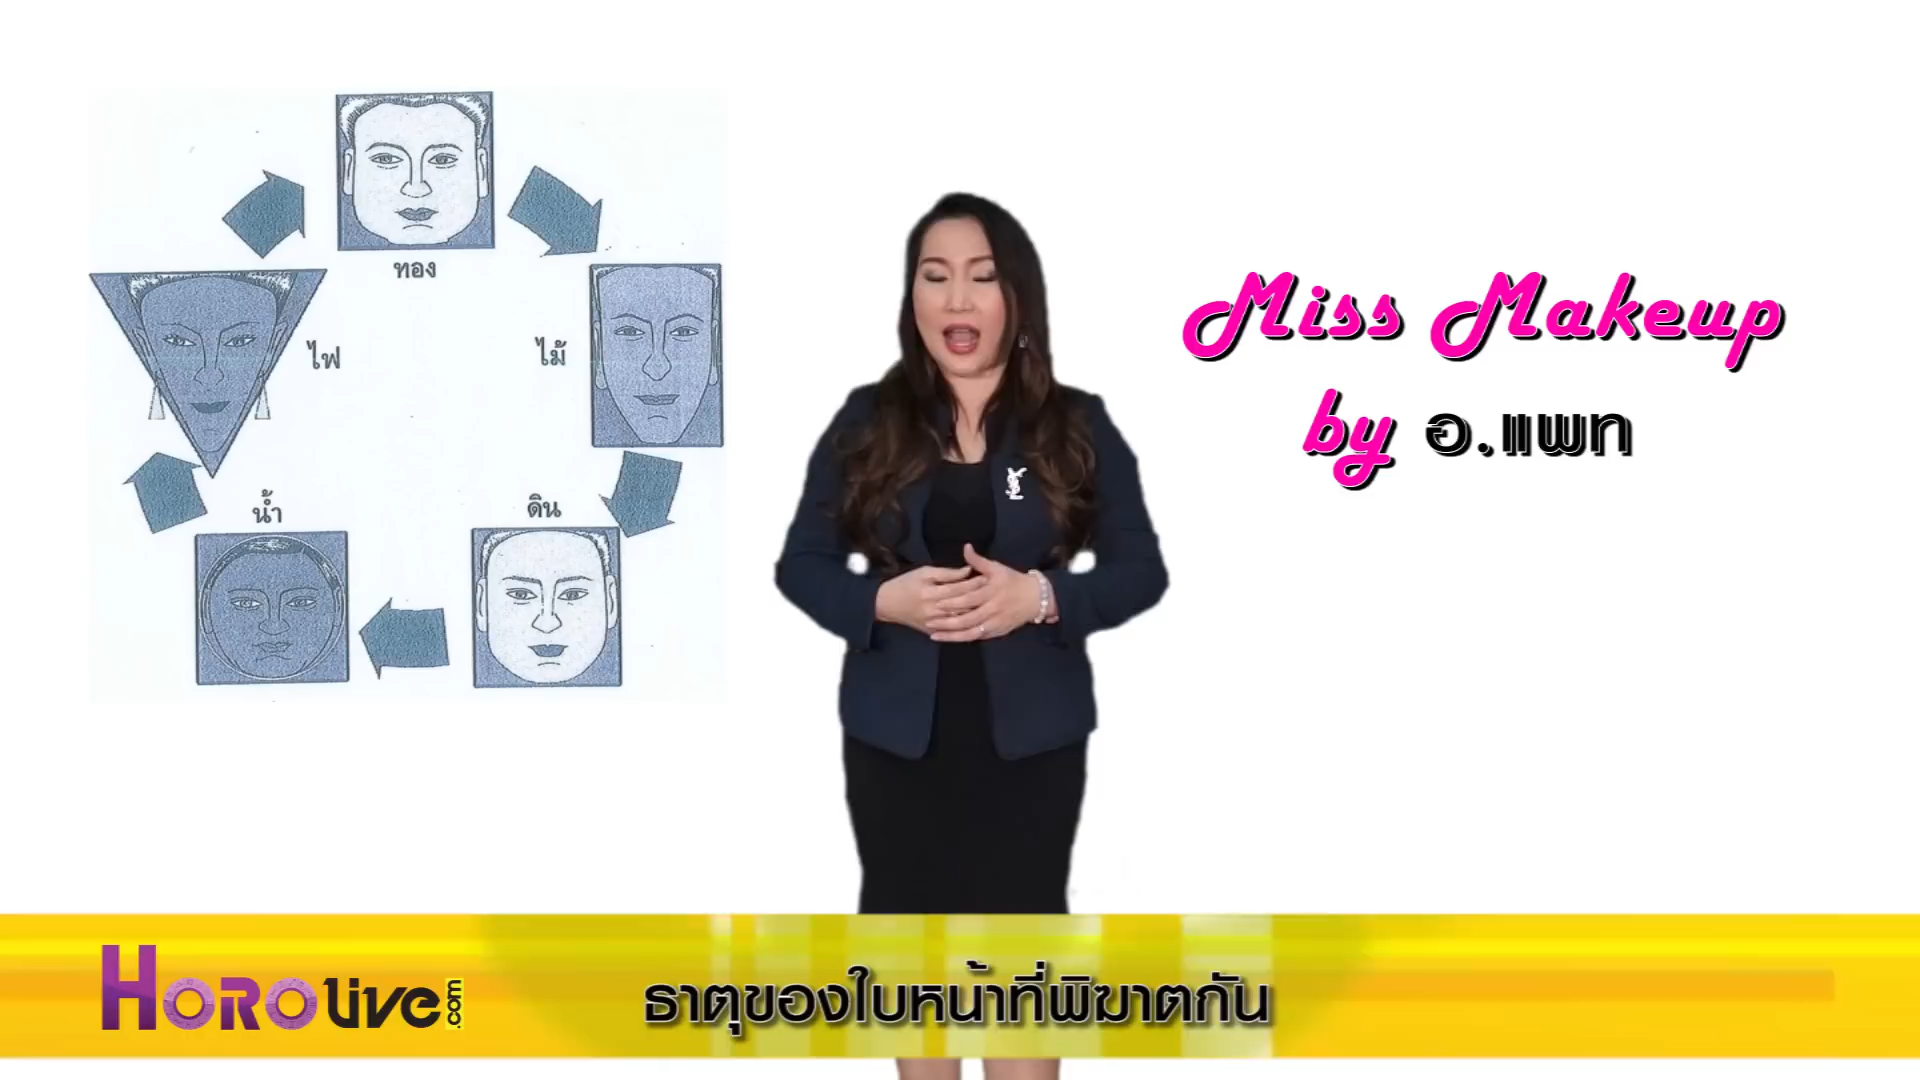 ทอง
ไฟ
ไม้
น้ำ
ดิน
Miss Makeup
by อ.แพท
HOROLIVE.com
ธาตุของใบหน้าที่พิฆาตกัน